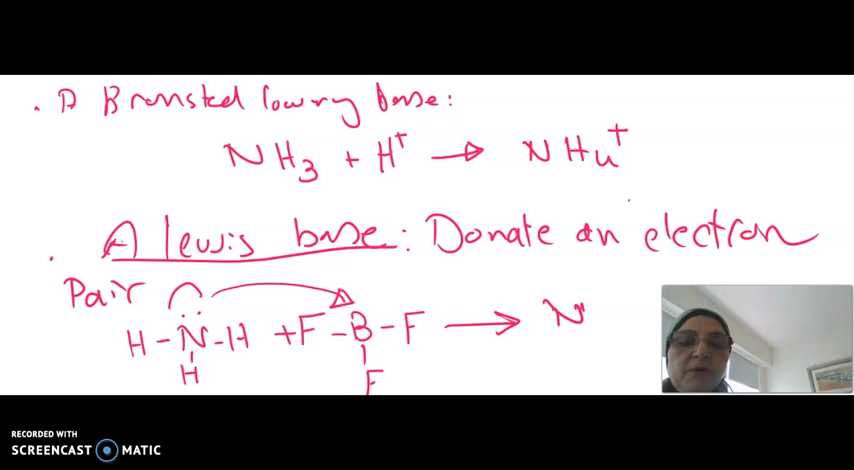 . A Bronsted lowry base:
NH3 + H+ → NH4+
. A lewis base: Donate an electron
Pair
H - N̈ - H + F - B - F → N
H F
RECORDED WITH
SCREENCAST MATIC